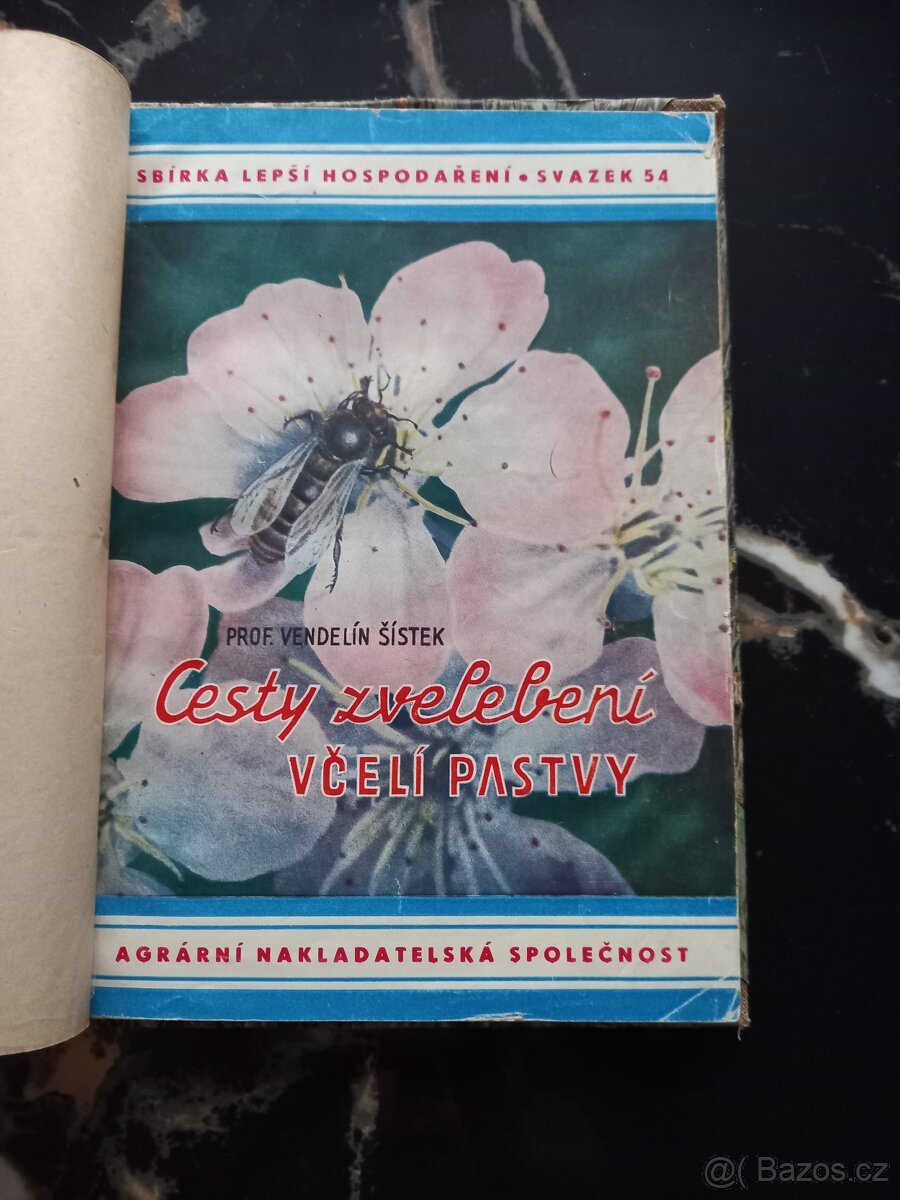 SBÍRKA LEPŠÍ HOSPODAŘENÍ • SVAZEK 54
PROF. VENDELÍN ŠÍSTEK
Cesty zvelebení
VČELÍ PASTVY
AGRÁRNÍ NAKLADATELSKÁ SPOLEČNOST
@( Bazos.cz